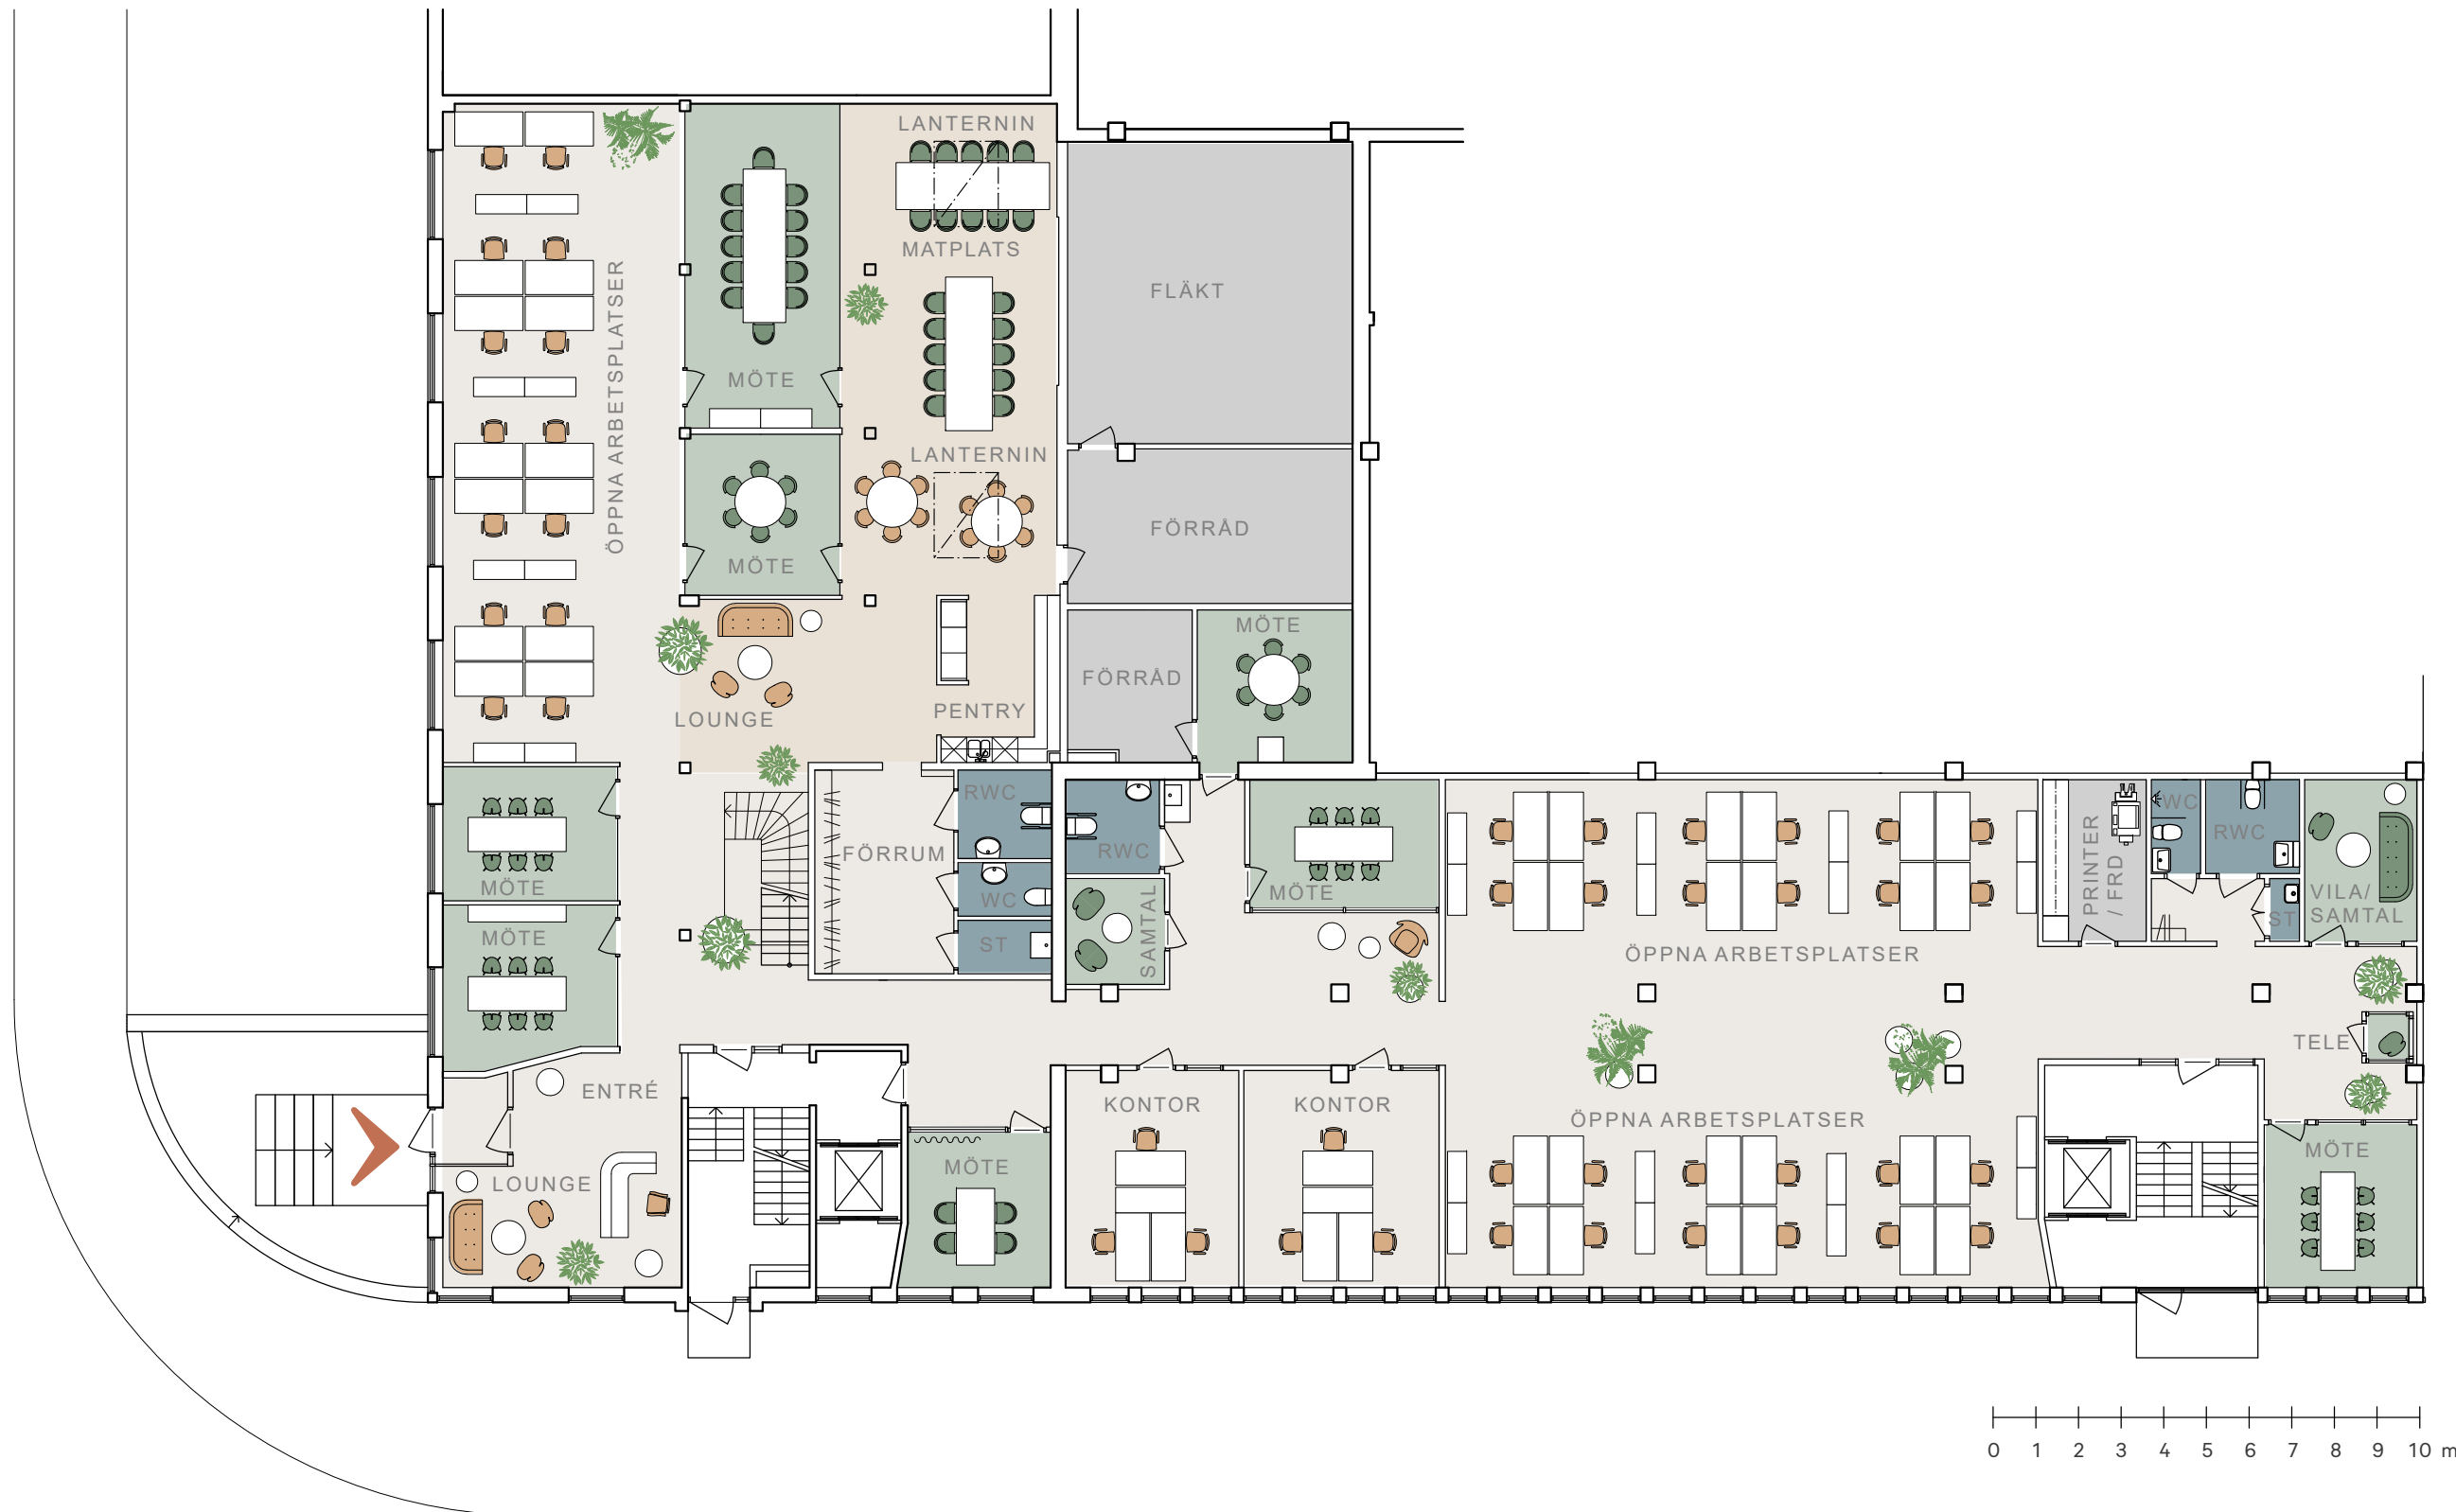 LANTERNIN
MATPLATS
FLÄKT
ÖPPNA ARBETSPLATSER
MÖTE
LANTERNIN
FÖRRÅD
MÖTE
MÖTE
FÖRRÅD
LOUNGE
PENTRY
RWC
FÖRRUM
WC
ST
RWC
SAMTAL
MÖTE
MÖTE
MÖTE
ÖPPNA ARBETSPLATSER
PRINTER
/ FRD
WC
RWC
ST
VILA/
SAMTAL
TELE
ENTRÉ
LOUNGE
MÖTE
KONTOR
KONTOR
ÖPPNA ARBETSPLATSER
MÖTE
0 1 2 3 4 5 6 7 8 9 10 m